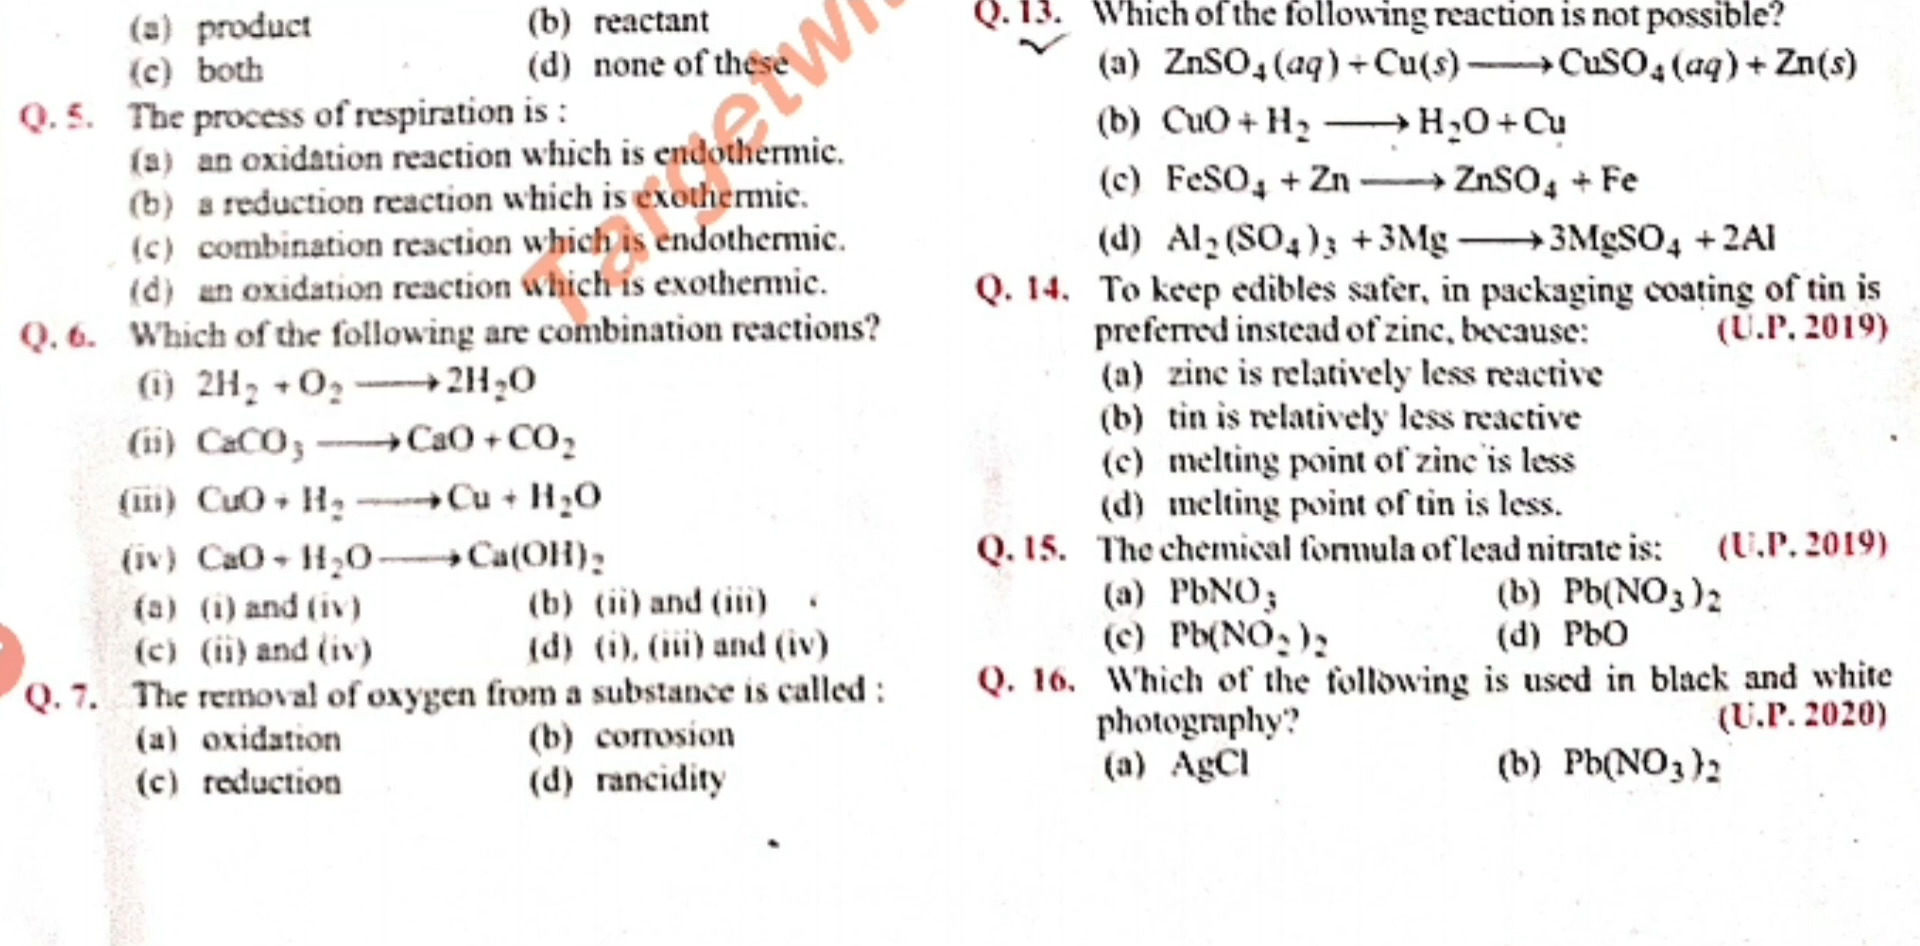 (a) product (b) reactant
(c) both (d) none of these
Q. 5. The process of respiration is :
(a) an oxidation reaction which is endothermic.
(b) a reduction reaction which is exothermic.
(c) combination reaction which is endothermic.
(d) an oxidation reaction which is exothermic.
Q. 6. Which of the following are combination reactions?
(i) 2H₂ + O₂ ⟶ 2H₂O
(ii) CaCO₃ ⟶ CaO + CO₂
(iii) CuO + H₂ ⟶ Cu + H₂O
(iv) CaO + H₂O ⟶ Ca(OH)₂
(a) (i) and (iv) (b) (ii) and (iii)
(c) (ii) and (iv) (d) (i), (iii) and (iv)
Q. 7. The removal of oxygen from a substance is called :
(a) oxidation (b) corrosion
(c) reduction (d) rancidity
Q. 13. Which of the following reaction is not possible?
(a) ZnSO₄(aq) + Cu(s) ⟶ CuSO₄(aq) + Zn(s)
(b) CuO + H₂ ⟶ H₂O + Cu
(c) FeSO₄ + Zn ⟶ ZnSO₄ + Fe
(d) Al₂(SO₄)₃ + 3Mg ⟶ 3MgSO₄ + 2Al
Q. 14. To keep edibles safer, in packaging coating of tin is
preferred instead of zinc, because: (U.P. 2019)
(a) zinc is relatively less reactive
(b) tin is relatively less reactive
(c) melting point of zinc is less
(d) melting point of tin is less.
Q. 15. The chemical formula of lead nitrate is: (U.P. 2019)
(a) PbNO₃ (b) Pb(NO₃)₂
(c) Pb(NO₂)₂ (d) PbO
Q. 16. Which of the following is used in black and white
photography? (U.P. 2020)
(a) AgCl (b) Pb(NO₃)₂